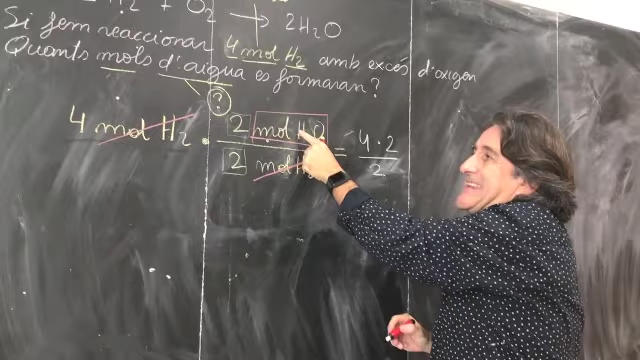 H₂ + O₂ → 2H₂O
Si fem reaccionar 4 mol H₂ amb excés d'oxigen
Quants mols d'aigua es formaran?
?
4 mol H₂ · 2 mol H₂O / 2 mol H = 4 · 2 / 2